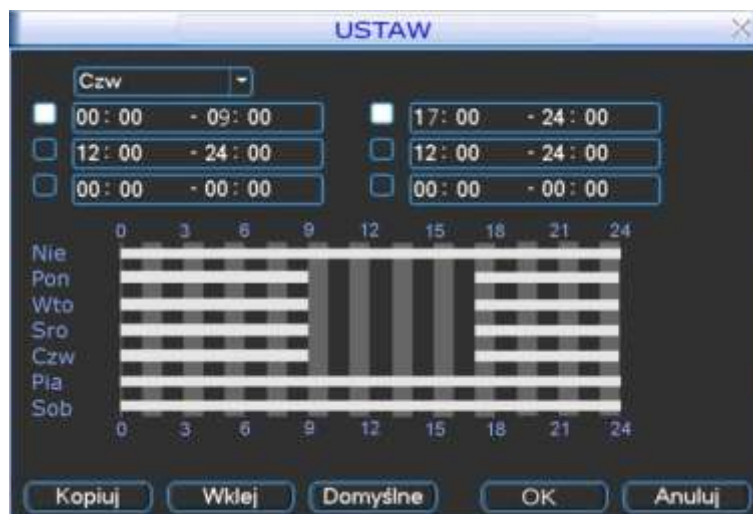 USTAW
Czw
00: 00 - 09: 00 17: 00 - 24: 00
12: 00 - 24: 00 12: 00 - 24: 00
00: 00 - 00: 00 00: 00 - 00: 00
0 3 6 9 12 15 18 21 24
Nie
Pon
Wto
Sro
Czw
Pia
Sob
0 3 6 9 12 15 18 21 24
Kopiuj Wklej Domyślne OK Anuluj